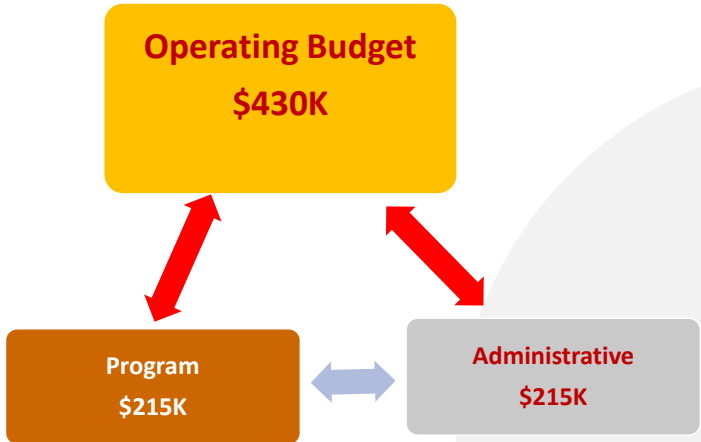 Operating Budget
$430K
Program
$215K
Administrative
$215K